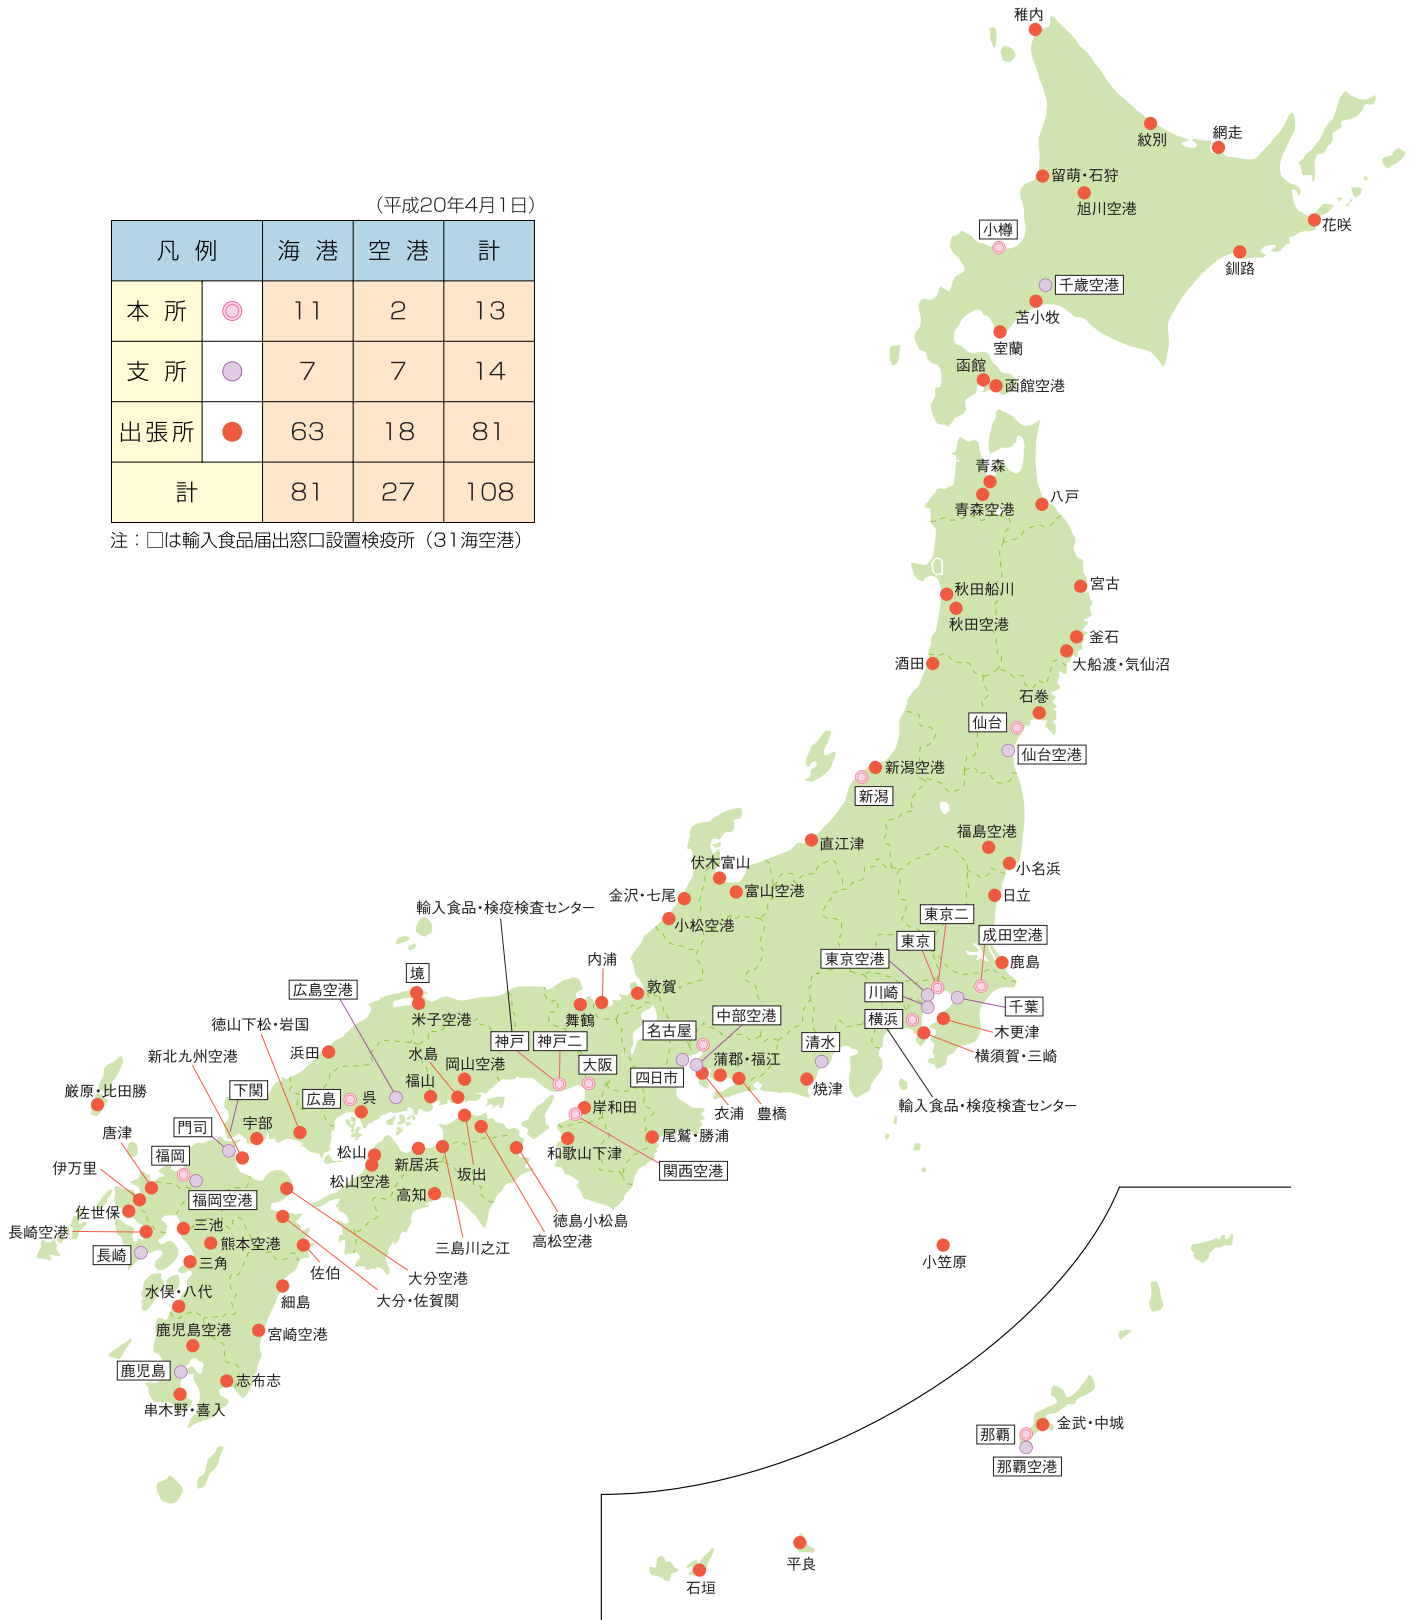 稚内
紋別
網走
留萌・石狩
旭川空港
(平成20年4月1日)
凡例 海港 空港 計
本所 11 2 13
支所 7 7 14
出張所 63 18 81
計 81 27 108
注：□は輸入食品届出窓口設置検疫所（31海空港）
小樽
花咲
釧路
千歳空港
苫小牧
室蘭
函館
函館空港
青森
青森空港
八戸
秋田船川
秋田空港
宮古
釜石
大船渡・気仙沼
酒田
石巻
仙台
仙台空港
新潟空港
新潟
福島空港
直江津
小名浜
伏木富山
富山空港
金沢・七尾
小松空港
日立
輸入食品・検疫検査センター
東京二
東京
成田空港
東京空港
鹿島
川崎
千葉
横浜
木更津
横須賀・三崎
輸入食品・検疫検査センター
内浦
敦賀
舞鶴
境
米子空港
広島空港
徳山下松・岩国
浜田
新北九州空港
水島
岡山空港
福山
神戸
神戸二
大阪
名古屋
中部空港
四日市
蒲郡・福江
清水
焼津
衣浦
豊橋
厳原・比田勝
下関
広島
呉
岸和田
尾鷲・勝浦
和歌山下津
関西空港
唐津
門司
宇部
福岡
福岡空港
伊万里
佐世保
長崎空港
長崎
松山
松山空港
新居浜
坂出
高知
徳島小松島
高松空港
三島川之江
三池
熊本空港
三角
佐伯
大分空港
大分・佐賀関
水俣・八代
細島
鹿児島空港
宮崎空港
鹿児島
志布志
串木野・喜入
小笠原
那覇
金武・中城
那覇空港
平良
石垣